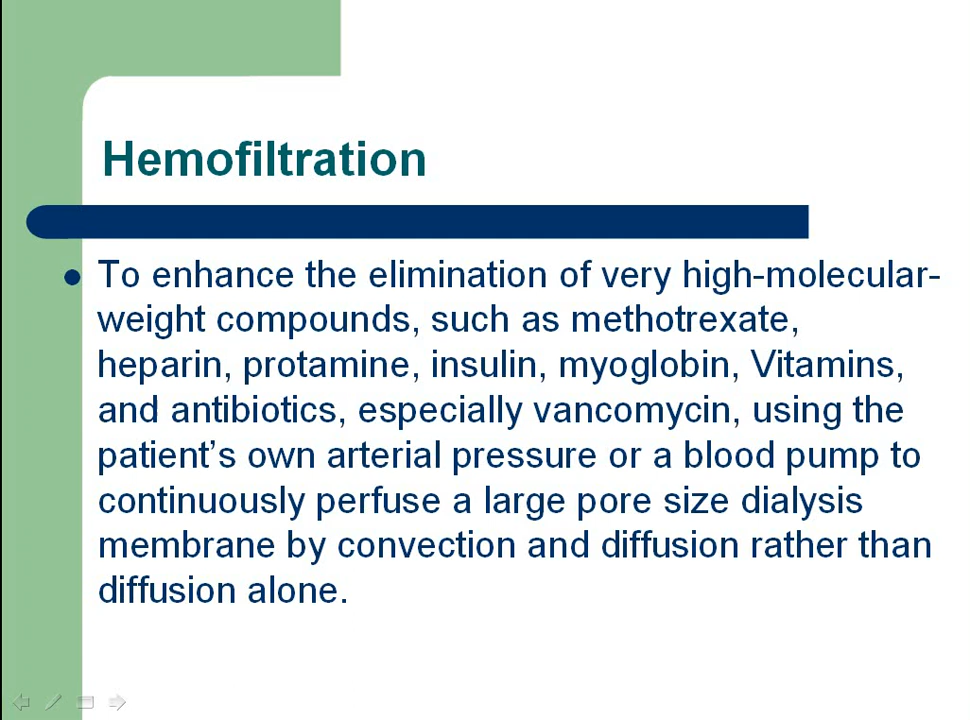 Hemofiltration
To enhance the elimination of very high-molecular-
weight compounds, such as methotrexate,
heparin, protamine, insulin, myoglobin, Vitamins,
and antibiotics, especially vancomycin, using the
patient’s own arterial pressure or a blood pump to
continuously perfuse a large pore size dialysis
membrane by convection and diffusion rather than
diffusion alone.